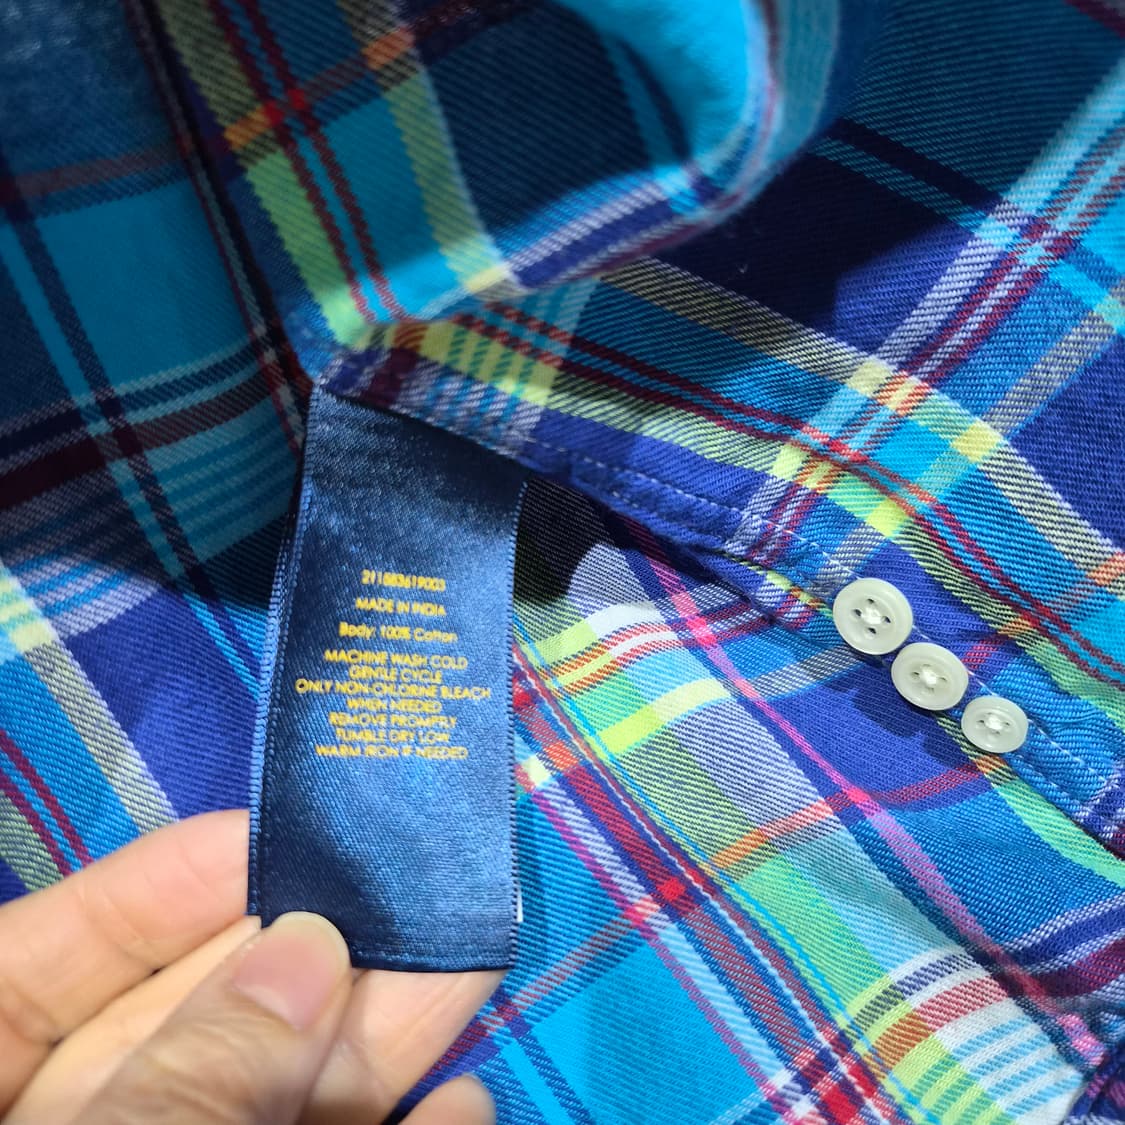 211583619003
MADE IN INDIA
Body: 100% Cotton
MACHINE WASH COLD
GENTLE CYCLE
ONLY NON-CHLORINE BLEACH
WHEN NEEDED
REMOVE PROMPTLY
TUMBLE DRY LOW
WARM IRON IF NEEDED